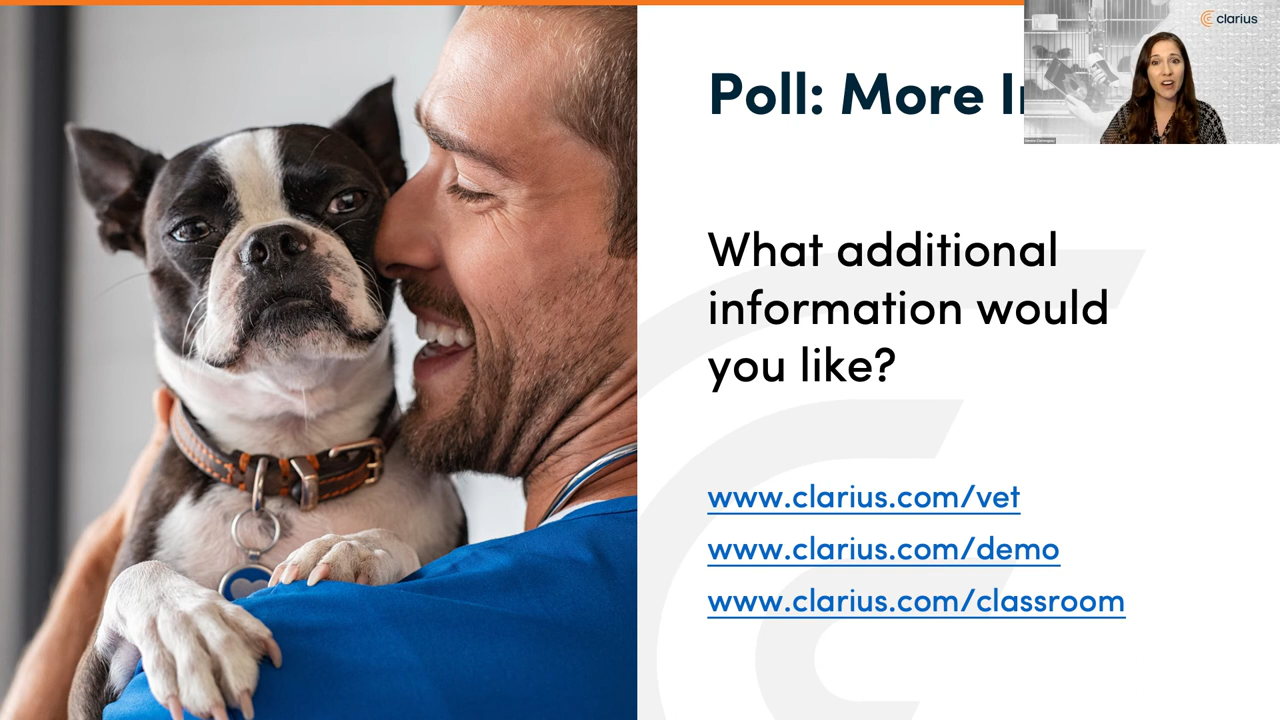 Poll: More I
clarius
What additional
information would
you like?
www.clarius.com/vet
www.clarius.com/demo
www.clarius.com/classroom